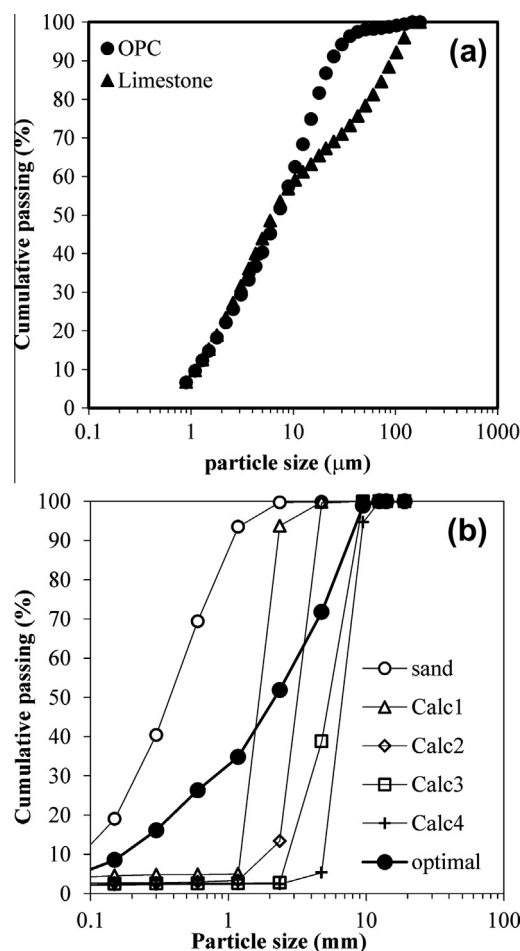 100
90
80
70
60
50
40
30
20
10
0
Cumulative passing (%)
OPC
Limestone
(a)
0.1 1 10 100 1000
particle size (μm)
100
90
80
70
60
50
40
30
20
10
0
Cumulative passing (%)
(b)
sand
Calc1
Calc2
Calc3
Calc4
optimal
0.1 1 10 100
Particle size (mm)